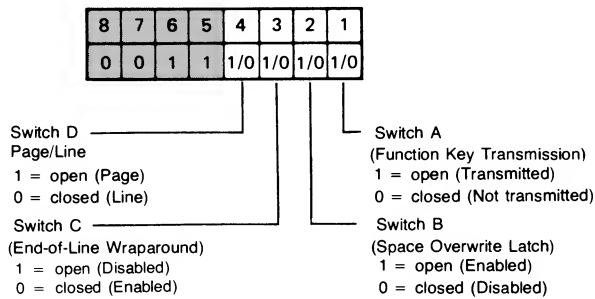 8 7 6 5 4 3 2 1
0 0 1 1 1/0 1/0 1/0 1/0
Switch D
Page/Line
1 = open (Page)
0 = closed (Line)
Switch C
(End-of-Line Wraparound)
1 = open (Disabled)
0 = closed (Enabled)
Switch A
(Function Key Transmission)
1 = open (Transmitted)
0 = closed (Not transmitted)
Switch B
(Space Overwrite Latch)
1 = open (Enabled)
0 = closed (Disabled)